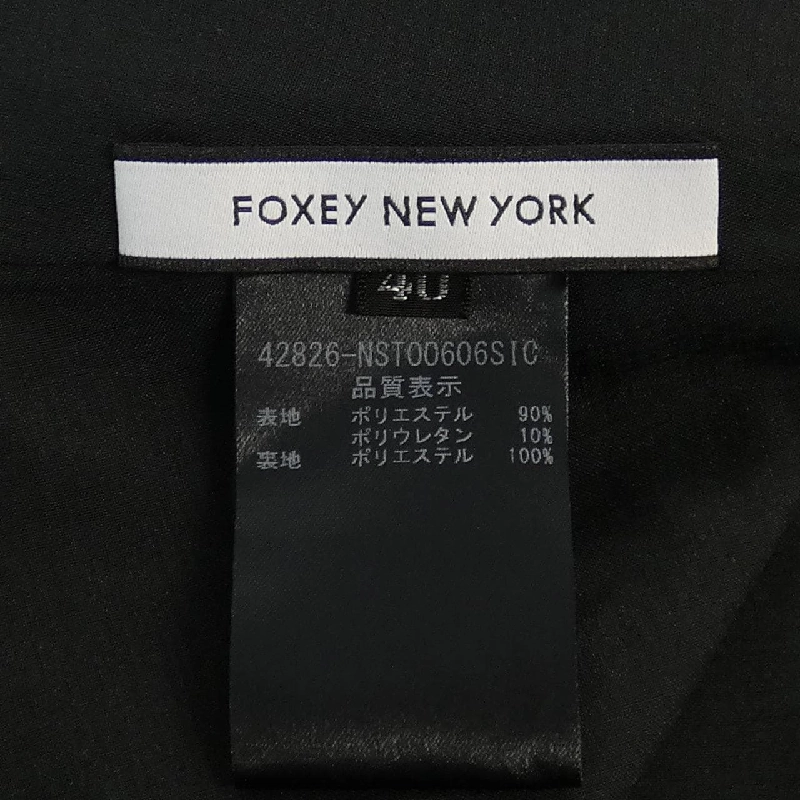 FOXEY NEW YORK
40
42826-NST00606SIC
品質表示
表地 ポリエステル 90%
ポリウレタン 10%
裏地 ポリエステル 100%